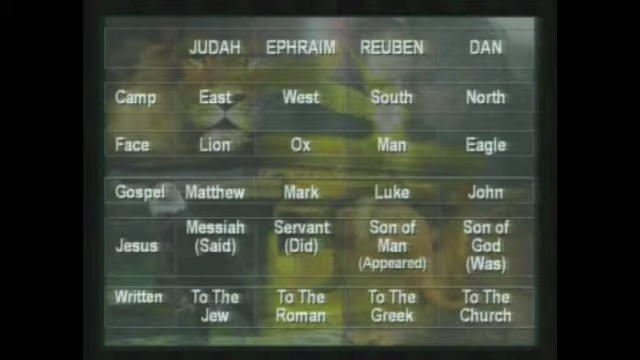 JUDAH EPHRAIM REUBEN DAN
Camp East West South North
Face Lion Ox Man Eagle
Gospel Matthew Mark Luke John
Jesus Messiah (Said) Servant (Did) Son of Man (Appeared) Son of God (Was)
Written To The Jew To The Roman To The Greek To The Church